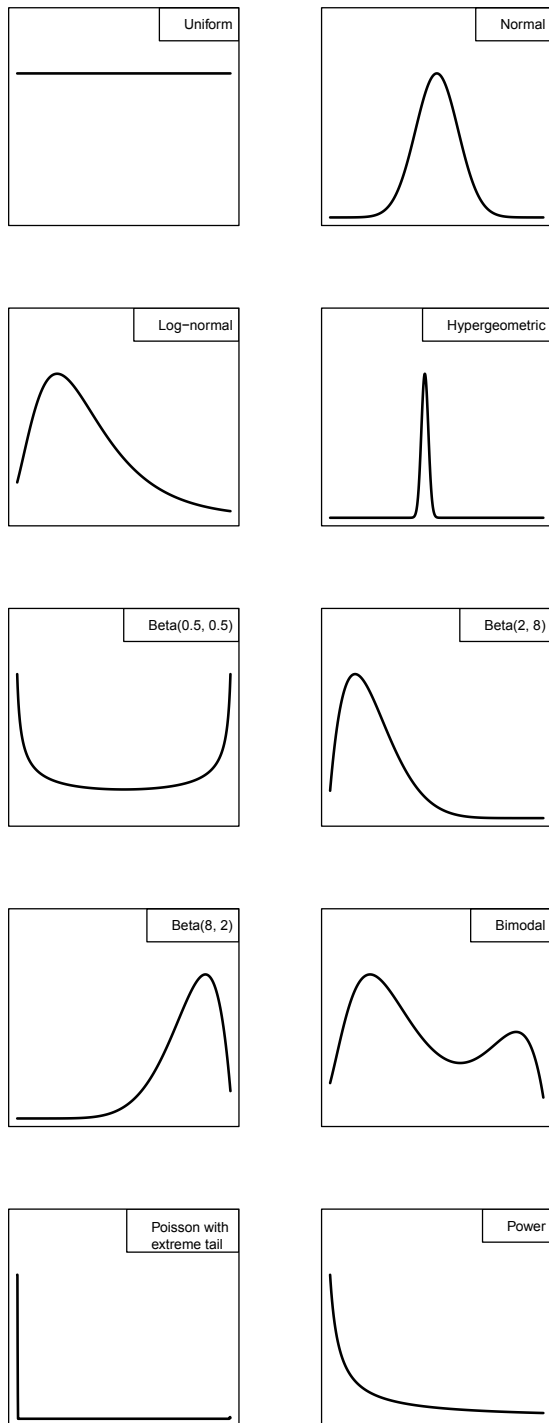 Uniform
Normal
Log−normal
Hypergeometric
Beta(0.5, 0.5)
Beta(2, 8)
Beta(8, 2)
Bimodal
Poisson with
extreme tail
Power